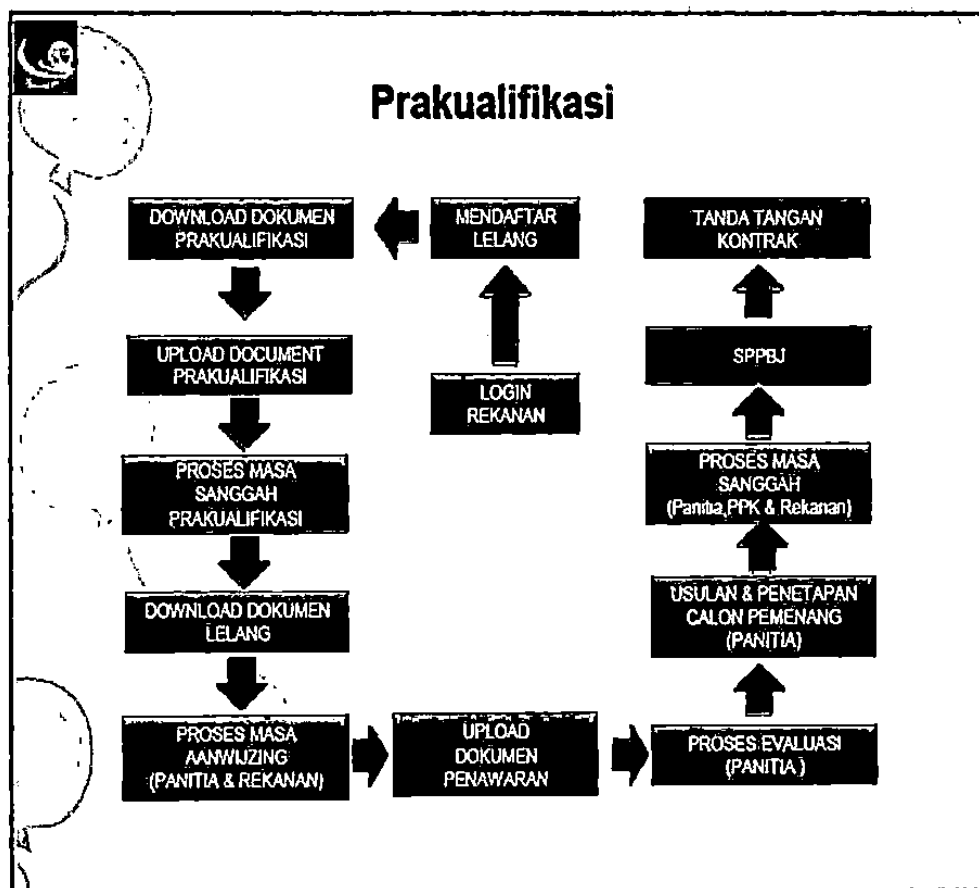 Prakualifikasi
DOWNLOAD DOKUMEN
PRAKUALIFIKASI
MENDAFTAR
LELANG
TANDA TANGAN
KONTRAK
UPLOAD DOCUMENT
PRAKUALIFIKASI
LOGIN
REKANAN
SPPBJ
PROSES MASA
SANGGAH
PRAKUALIFIKASI
PROSES MASA
SANGGAH
(Panitia,PPK & Rekanan)
DOWNLOAD DOKUMEN
LELANG
USULAN & PENETAPAN
CALON PEMENANG
(PANITIA)
PROSES MASA
AANWIJZING
(PANITIA & REKANAN)
UPLOAD
DOKUMEN
PENAWARAN
PROSES EVALUASI
(PANITIA )